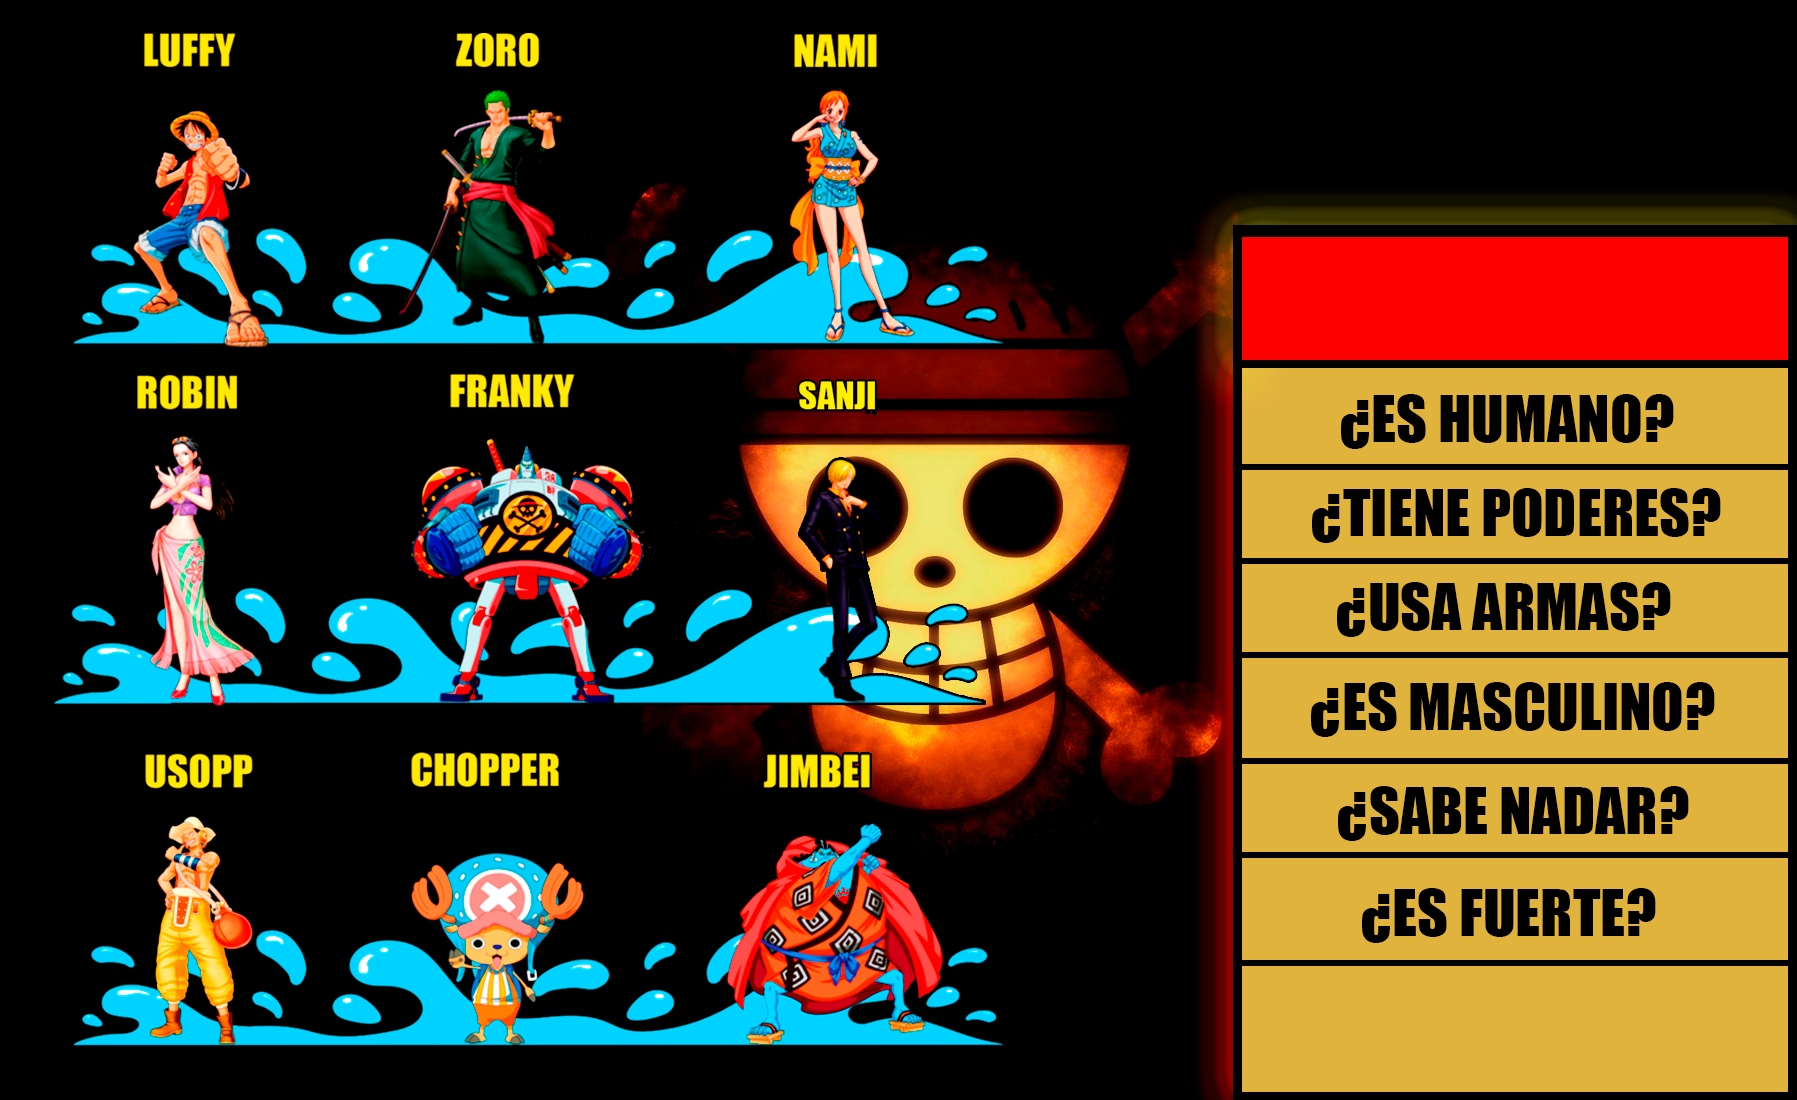 LUFFY
ZORO
NAMI
ROBIN
FRANKY
SANJI
USOPP
CHOPPER
JIMBEI
¿ES HUMANO?
¿TIENE PODERES?
¿USA ARMAS?
¿ES MASCULINO?
¿SABE NADAR?
¿ES FUERTE?